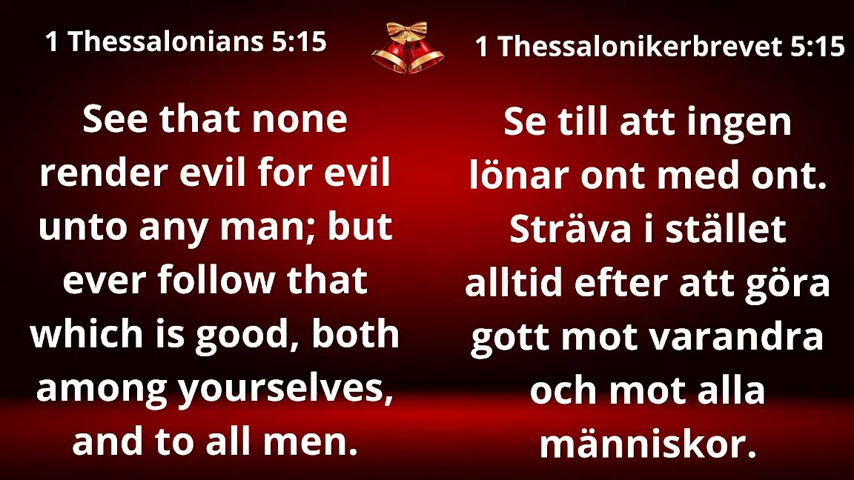 1 Thessalonians 5:15
See that none
render evil for evil
unto any man; but
ever follow that
which is good, both
among yourselves,
and to all men.
1 Thessalonikerbrevet 5:15
Se till att ingen
lönar ont med ont.
Sträva i stället
alltid efter att göra
gott mot varandra
och mot alla
människor.